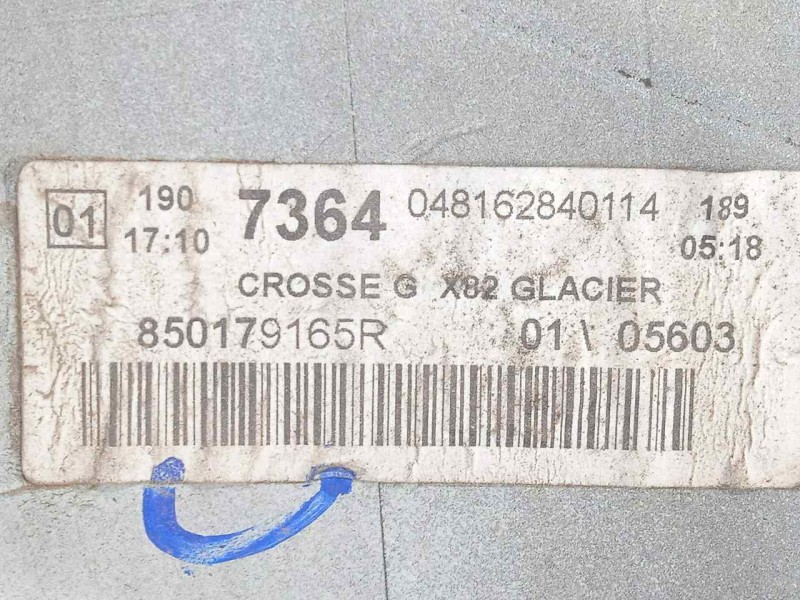 01 190 7364 048162840114 189
17:10 05:18
CROSSE G X82 GLACIER
850179165R 01 \ 05603